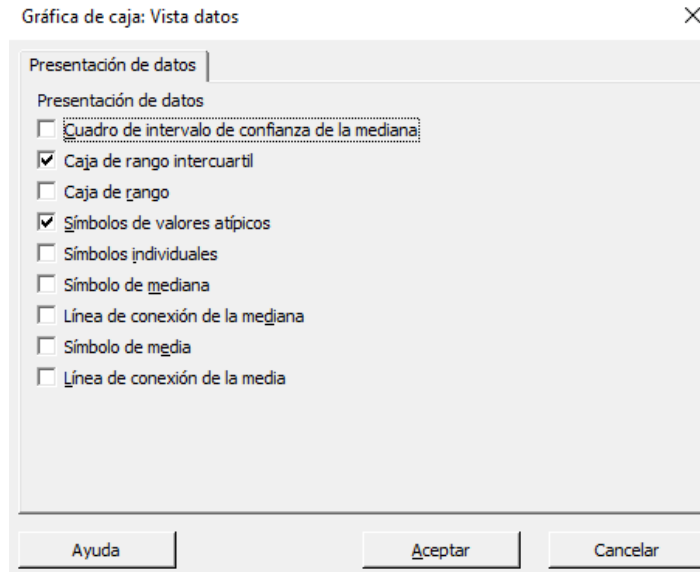 Gráfica de caja: Vista datos
Presentación de datos
Presentación de datos
Cuadro de intervalo de confianza de la mediana
Caja de rango intercuartil
Caja de rango
Símbolos de valores atípicos
Símbolos individuales
Símbolo de mediana
Línea de conexión de la mediana
Símbolo de media
Línea de conexión de la media
Ayuda Aceptar Cancelar